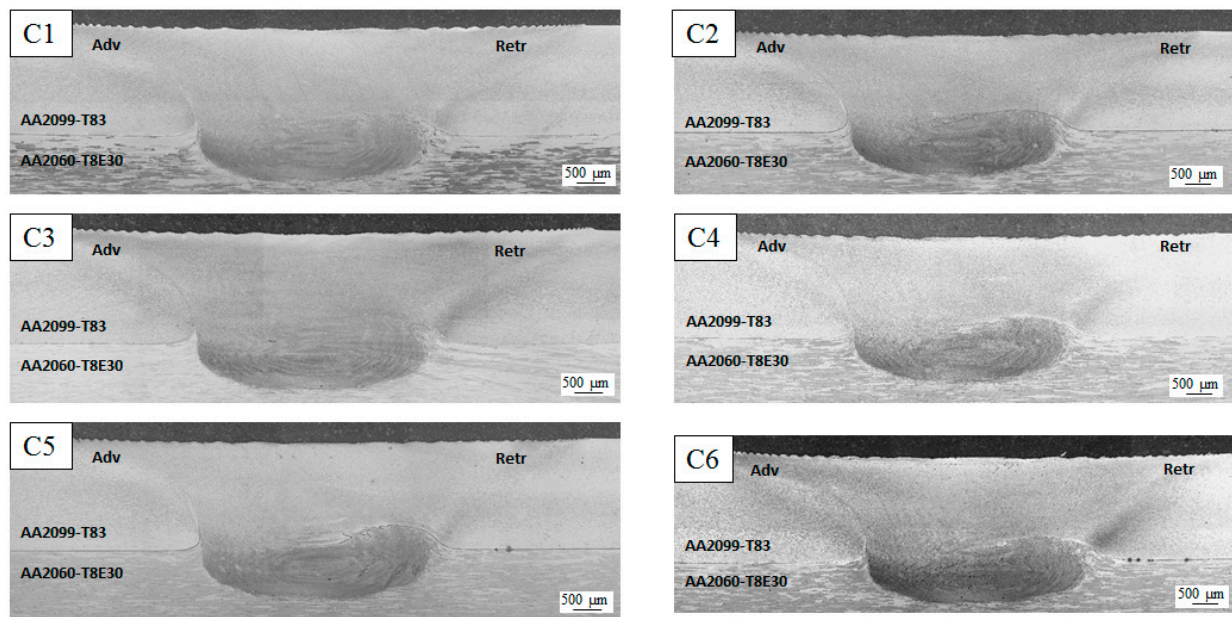 C1
Adv
Retr
AA2099-T83
AA2060-T8E30
500 µm
C2
Adv
Retr
AA2099-T83
AA2060-T8E30
500 µm
C3
Adv
Retr
AA2099-T83
AA2060-T8E30
500 µm
C4
Adv
Retr
AA2099-T83
AA2060-T8E30
500 µm
C5
Adv
Retr
AA2099-T83
AA2060-T8E30
500 µm
C6
Adv
Retr
AA2099-T83
AA2060-T8E30
500 µm